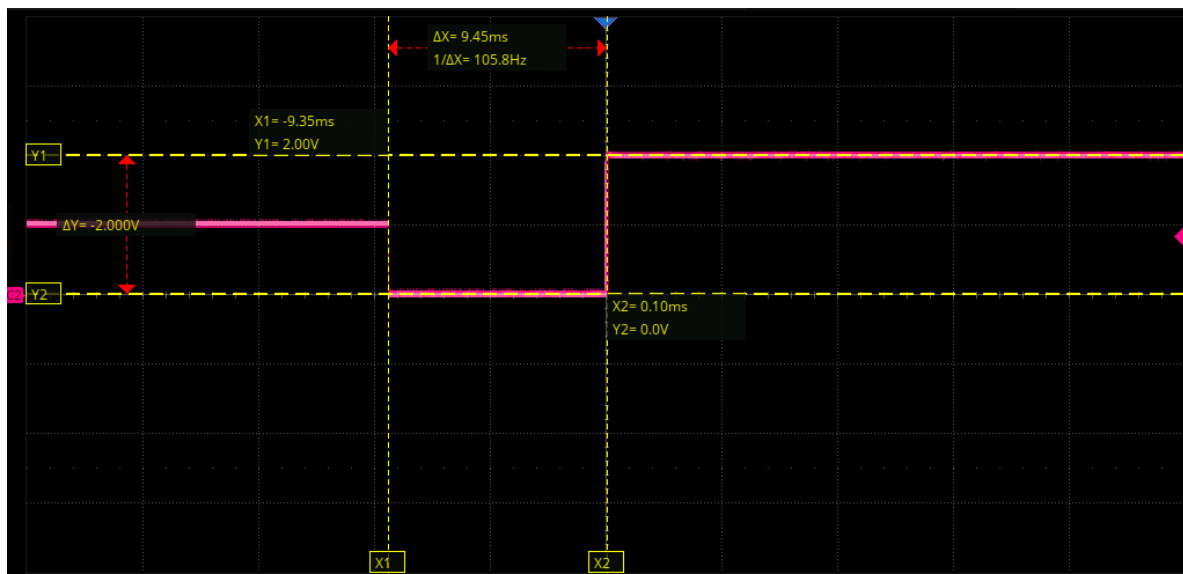 ΔX= 9.45ms
1/ΔX= 105.8Hz
X1= -9.35ms
Y1= 2.00V
Y1
ΔY= -2.000V
C2
Y2
X2= 0.10ms
Y2= 0.0V
X1
X2